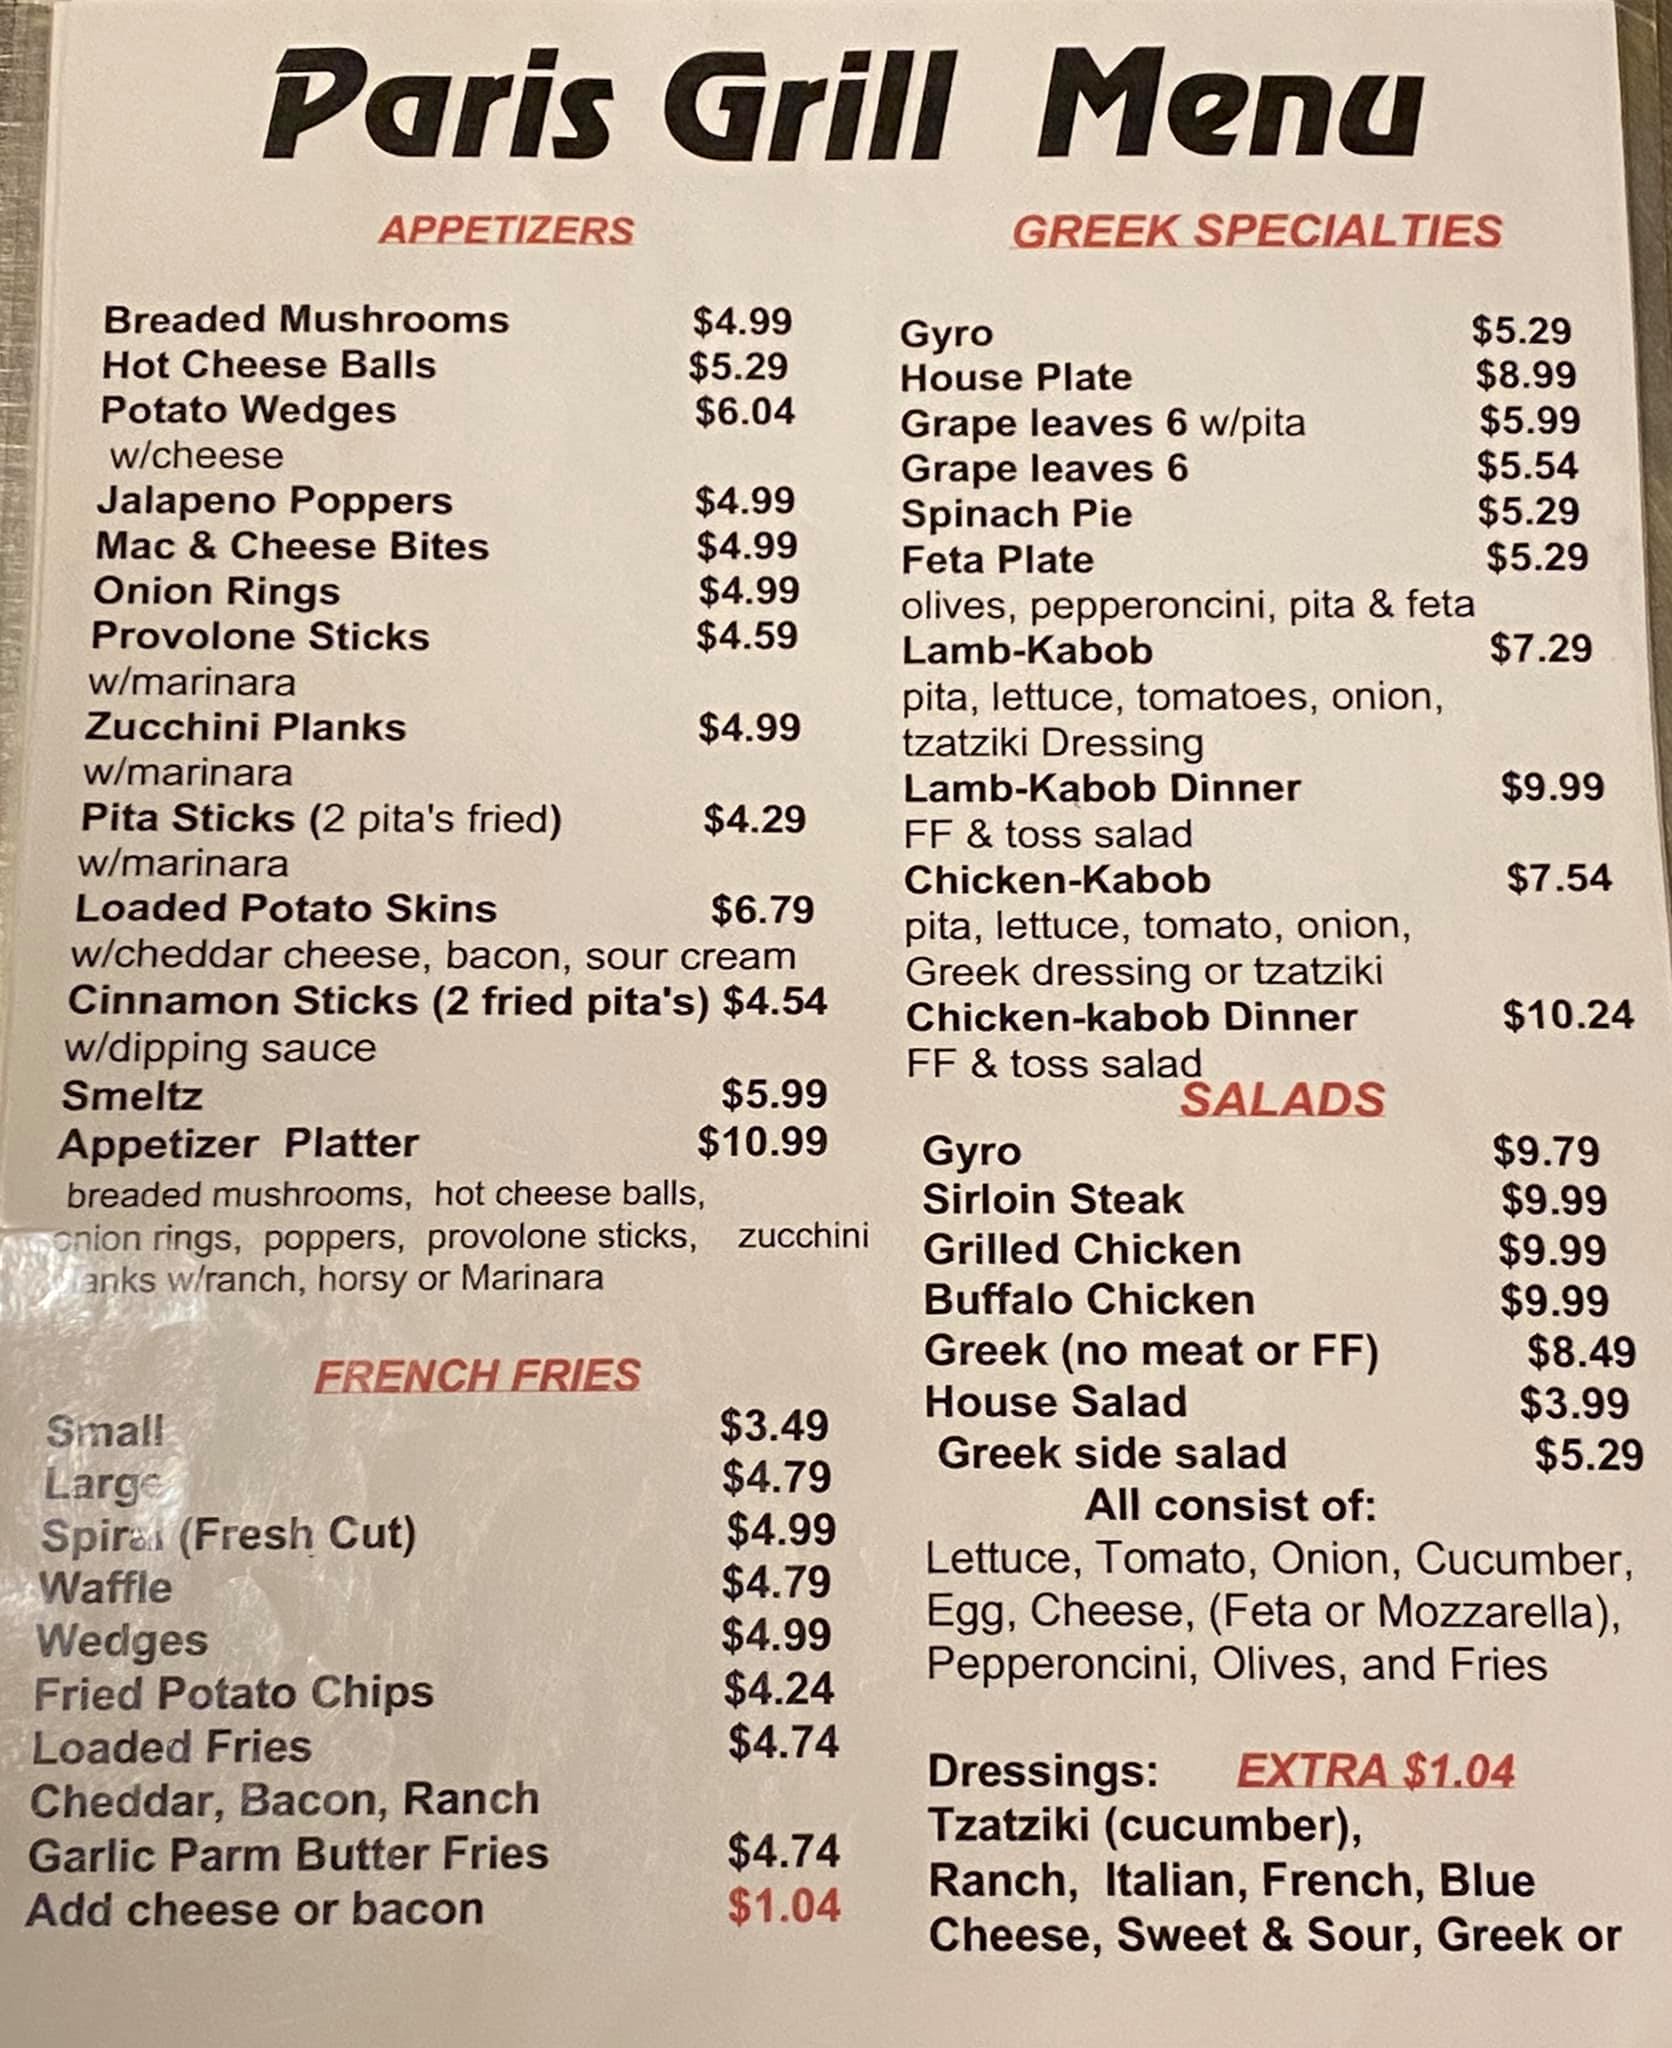 Paris Grill Menu
APPETIZERS
Breaded Mushrooms $4.99
Hot Cheese Balls $5.29
Potato Wedges $6.04
w/cheese
Jalapeno Poppers $4.99
Mac & Cheese Bites $4.99
Onion Rings $4.99
Provolone Sticks $4.59
w/marinara
Zucchini Planks $4.99
w/marinara
Pita Sticks (2 pita's fried) $4.29
w/marinara
Loaded Potato Skins $6.79
w/cheddar cheese, bacon, sour cream
Cinnamon Sticks (2 fried pita's) $4.54
w/dipping sauce
Smeltz $5.99
Appetizer Platter $10.99
breaded mushrooms, hot cheese balls,
onion rings, poppers, provolone sticks, zucchini
planks w/ranch, horsy or Marinara
FRENCH FRIES
Small $3.49
Large $4.79
Spiral (Fresh Cut) $4.99
Waffle $4.79
Wedges $4.99
Fried Potato Chips $4.24
Loaded Fries $4.74
Cheddar, Bacon, Ranch
Garlic Parm Butter Fries $4.74
Add cheese or bacon $1.04
GREEK SPECIALTIES
Gyro $5.29
House Plate $8.99
Grape leaves 6 w/pita $5.99
Grape leaves 6 $5.54
Spinach Pie $5.29
Feta Plate $5.29
olives, pepperoncini, pita & feta
Lamb-Kabob $7.29
pita, lettuce, tomatoes, onion,
tzatziki Dressing
Lamb-Kabob Dinner $9.99
FF & toss salad
Chicken-Kabob $7.54
pita, lettuce, tomato, onion,
Greek dressing or tzatziki
Chicken-kabob Dinner $10.24
FF & toss salad
SALADS
Gyro $9.79
Sirloin Steak $9.99
Grilled Chicken $9.99
Buffalo Chicken $9.99
Greek (no meat or FF) $8.49
House Salad $3.99
Greek side salad $5.29
All consist of:
Lettuce, Tomato, Onion, Cucumber,
Egg, Cheese, (Feta or Mozzarella),
Pepperoncini, Olives, and Fries
Dressings: EXTRA $1.04
Tzatziki (cucumber),
Ranch, Italian, French, Blue
Cheese, Sweet & Sour, Greek or